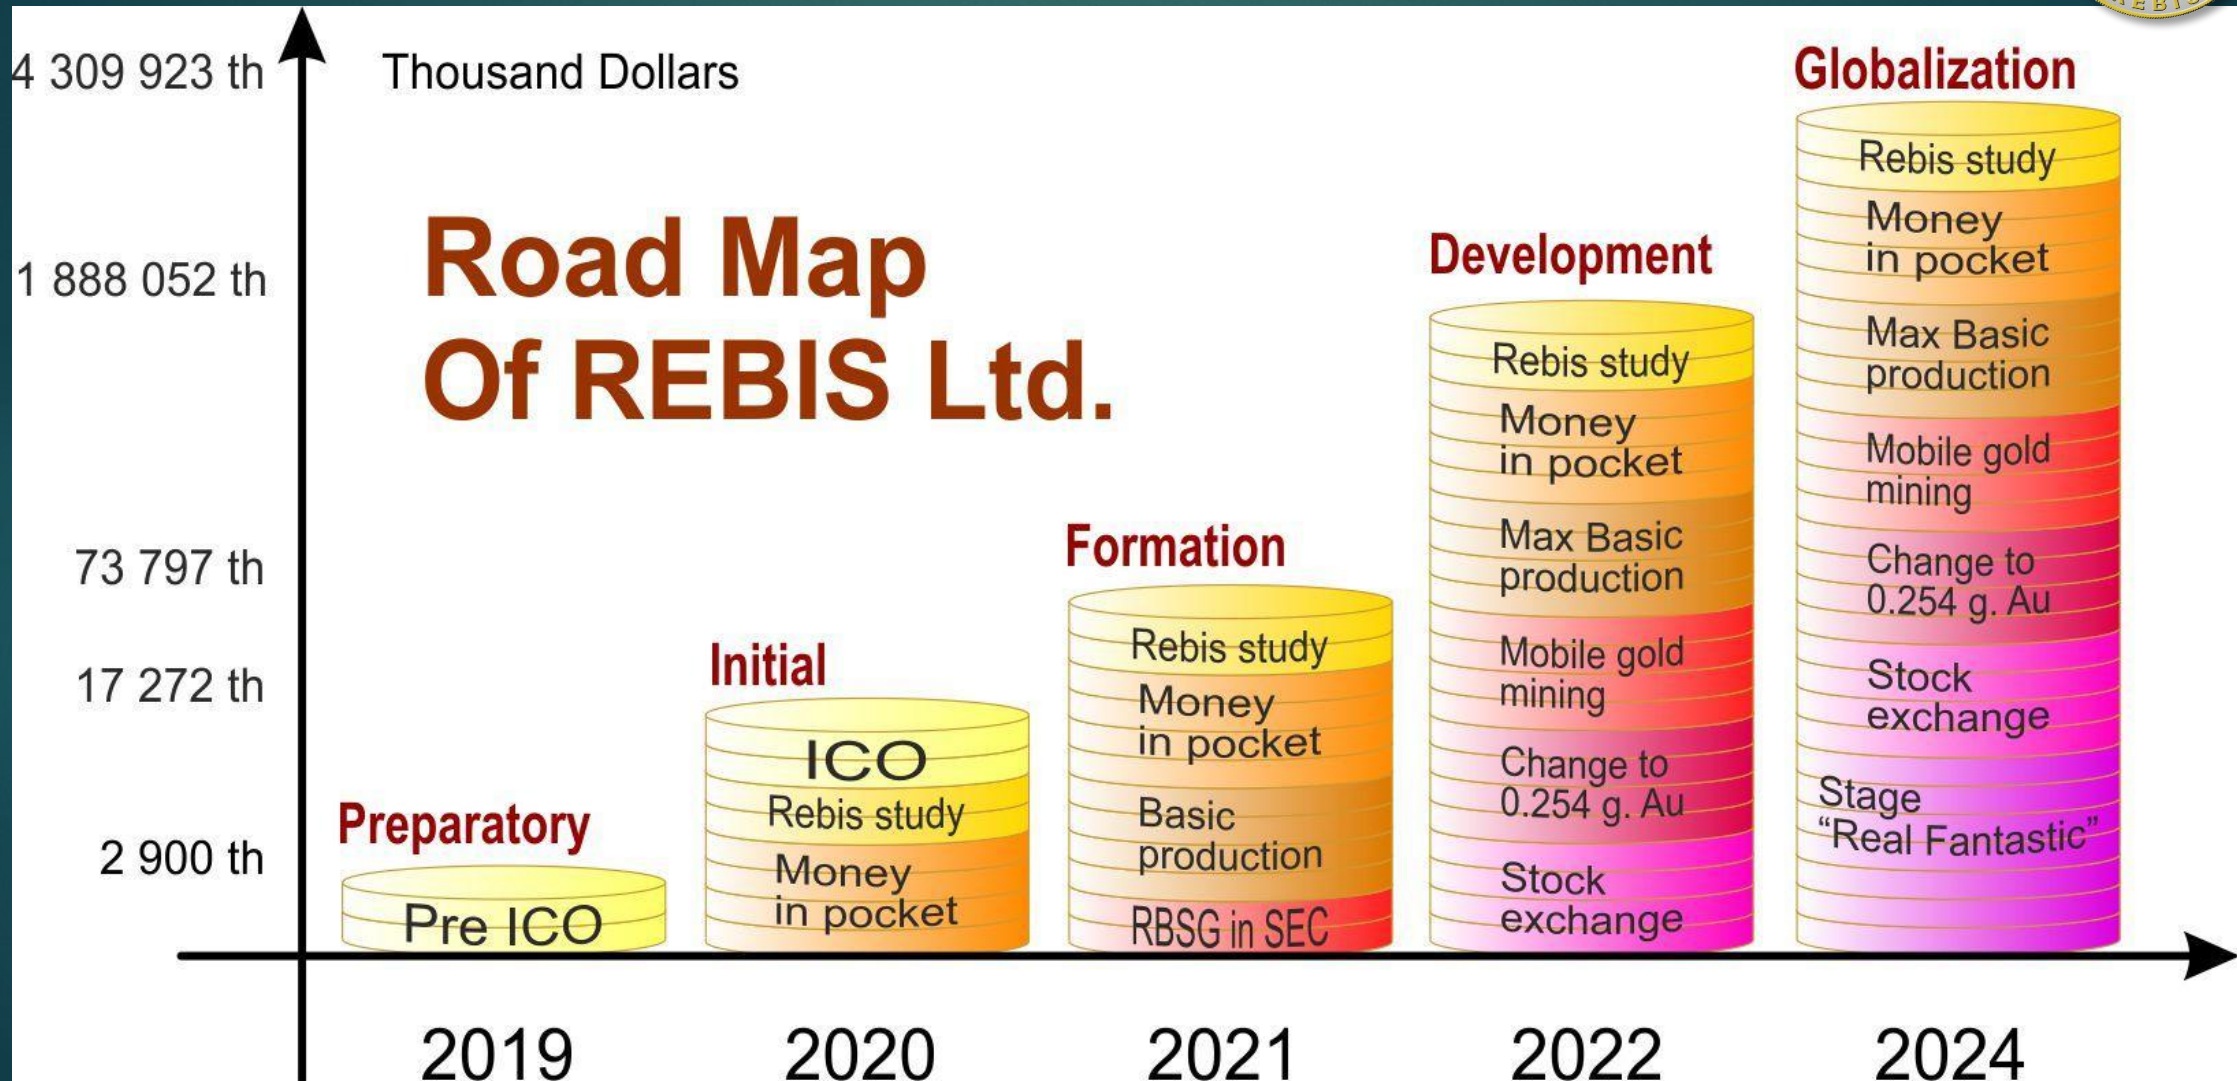 REBIS
4 309 923 th
Thousand Dollars
Globalization
Road Map
Of REBIS Ltd.
1 888 052 th
73 797 th
17 272 th
2 900 th
Preparatory
Pre ICO
Initial
ICO
Rebis study
Money
in pocket
Formation
Rebis study
Money
in pocket
Basic
production
RBSG in SEC
Development
Rebis study
Money
in pocket
Max Basic
production
Mobile gold
mining
Change to
0.254 g. Au
Stock
exchange
Rebis study
Money
in pocket
Max Basic
production
Mobile gold
mining
Change to
0.254 g. Au
Stock
exchange
Stage
“Real Fantastic”
2019
2020
2021
2022
2024